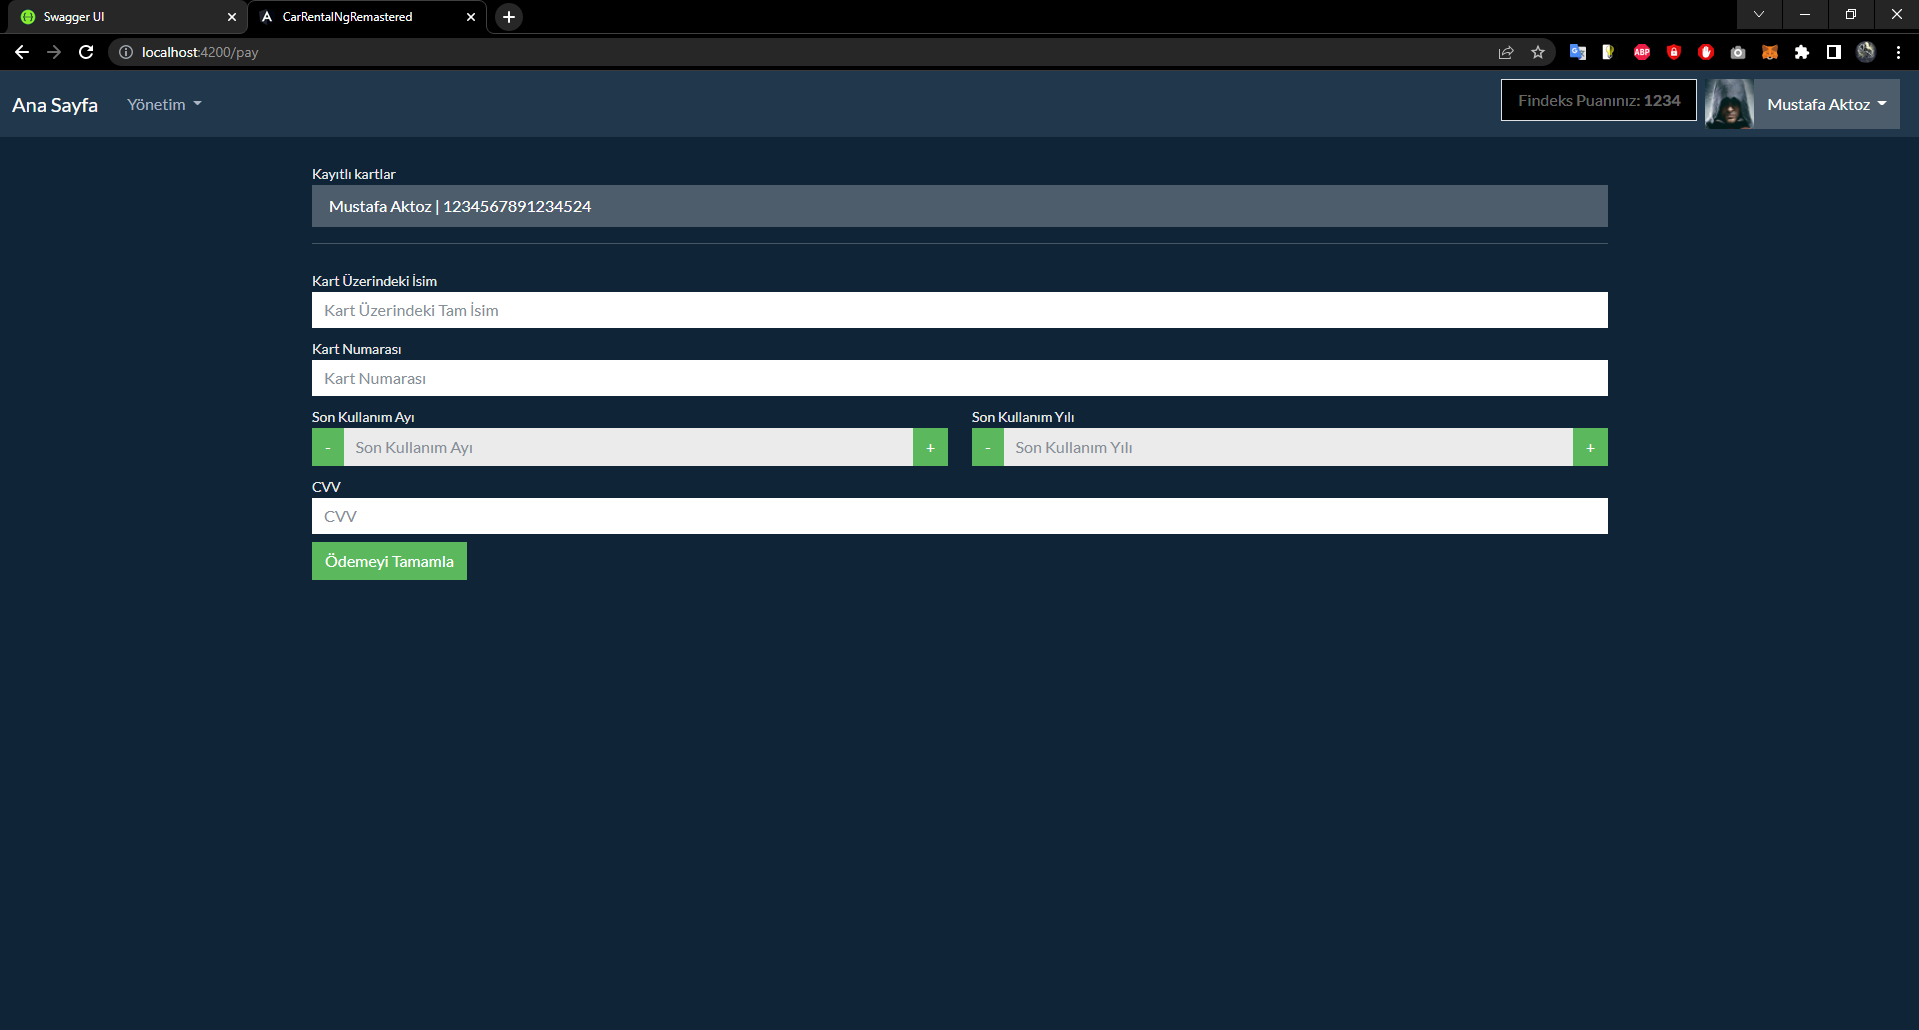 Swagger UI
CarRentalNgRemastered
localhost:4200/pay
ABP
Ana Sayfa
Yönetim
Findeks Puanınız: 1234
Mustafa Aktoz
Kayıtlı kartlar
Mustafa Aktoz | 1234567891234524
Kart Üzerindeki İsim
Kart Üzerindeki Tam İsim
Kart Numarası
Kart Numarası
Son Kullanım Ayı
Son Kullanım Yılı
- Son Kullanım Ayı +
- Son Kullanım Yılı +
CVV
CVV
Ödemeyi Tamamla